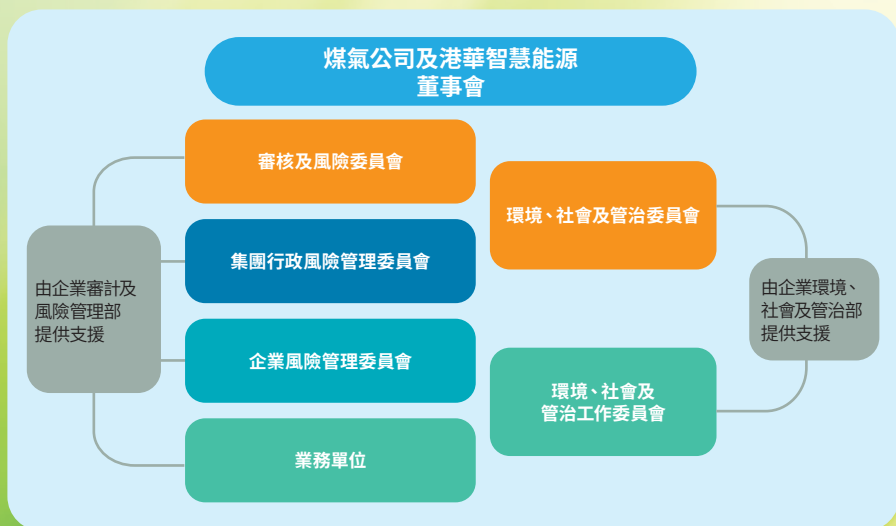 煤氣公司及港華智慧能源
董事會
審核及風險委員會
集團行政風險管理委員會
企業風險管理委員會
業務單位
由企業審計及
風險管理部
提供支援
環境、社會及管治委員會
環境、社會及
管治工作委員會
由企業環境、
社會及管治部
提供支援